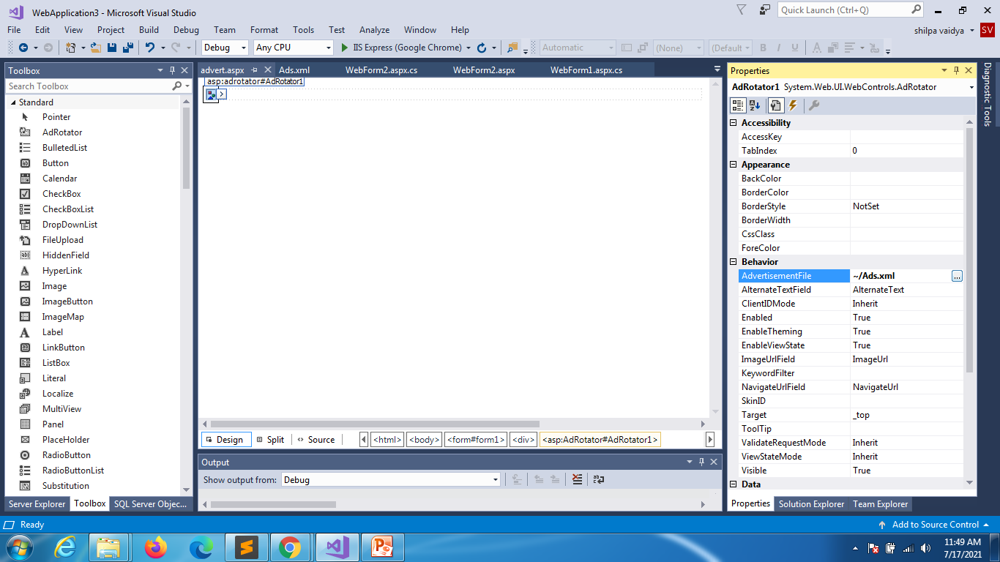 WebApplication3 - Microsoft Visual Studio
Quick Launch (Ctrl+Q)
File Edit View Project Build Debug Team Format Tools Test Analyze Window Help
shilpa vaidya SV
Debug Any CPU IIS Express (Google Chrome) Automatic (None) (Default B I U A
Toolbox
Search Toolbox
Standard
Pointer
AdRotator
BulletedList
Button
Calendar
CheckBox
CheckBoxList
DropDownList
FileUpload
HiddenField
HyperLink
Image
ImageButton
ImageMap
Label
LinkButton
ListBox
Literal
Localize
MultiView
Panel
PlaceHolder
RadioButton
RadioButtonList
Substitution
Server Explorer Toolbox SQL Server Objec...
advert.aspx Ads.xml WebForm2.aspx.cs WebForm2.aspx WebForm1.aspx.cs
asp:adrotator#AdRotator1
Design Split Source <html> <body> <form#form1> <div> <asp:AdRotator#AdRotator1>
Output
Show output from: Debug
Properties
AdRotator1 System.Web.UI.WebControls.AdRotator
Accessibility
AccessKey
TabIndex 0
Appearance
BackColor
BorderColor
BorderStyle NotSet
BorderWidth
CssClass
ForeColor
Behavior
AdvertisementFile ~/Ads.xml ...
AlternateTextField AlternateText
ClientIDMode Inherit
Enabled True
EnableTheming True
EnableViewState True
ImageUrlField ImageUrl
KeywordFilter
NavigateUrlField NavigateUrl
SkinID
Target _top
ToolTip
ValidateRequestMode Inherit
ViewStateMode Inherit
Visible True
Data
Properties Solution Explorer Team Explorer
Diagnostic Tools
Ready
Add to Source Control
11:49 AM
7/17/2021